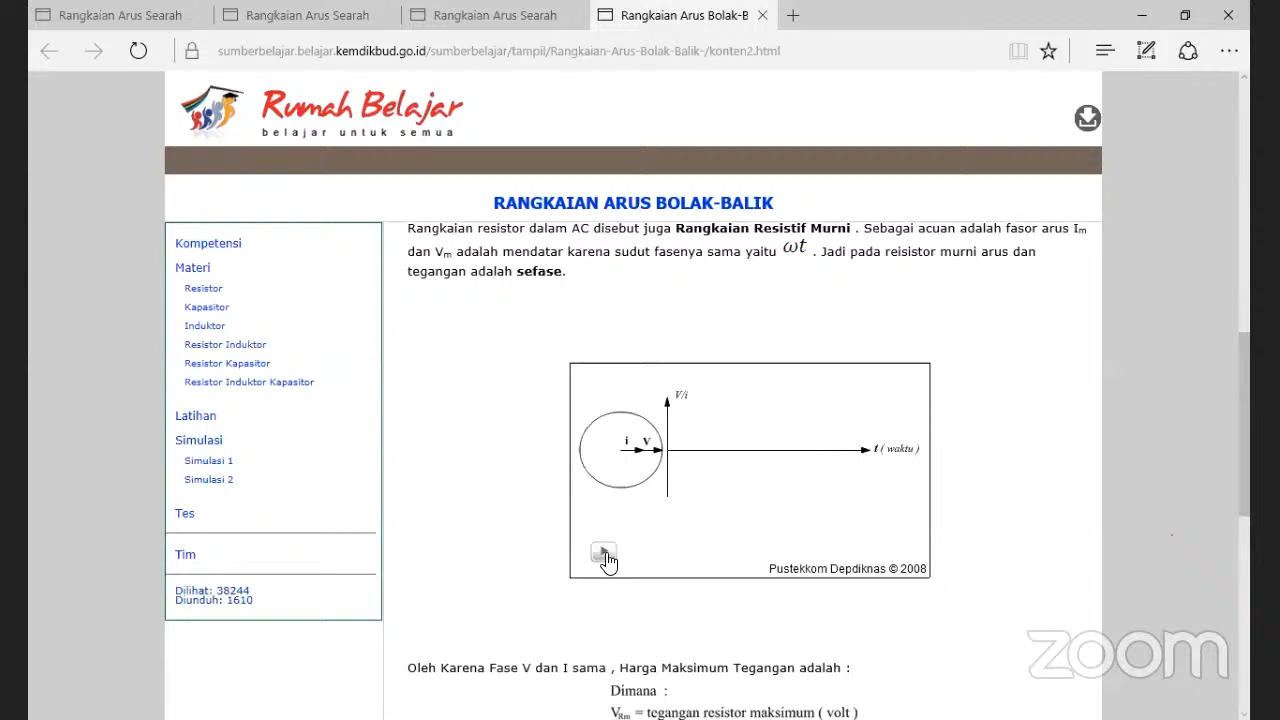 Rangkaian Arus Searah
Rangkaian Arus Searah
Rangkaian Arus Searah
Rangkaian Arus Bolak-B
sumberbelajar.belajar.kemdikbud.go.id/sumberbelajar/tampil/Rangkaian-Arus-Bolak-Balik-/konten2.html
Rumah Belajar
belajar untuk semua
RANGKAIAN ARUS BOLAK-BALIK
Kompetensi
Materi
Resistor
Kapasitor
Induktor
Resistor Induktor
Resistor Kapasitor
Resistor Induktor Kapasitor
Latihan
Simulasi
Simulasi 1
Simulasi 2
Tes
Tim
Dilihat: 38244
Diunduh: 1610
Rangkaian resistor dalam AC disebut juga Rangkaian Resistif Murni . Sebagai acuan adalah fasor arus Im
dan Vm adalah mendatar karena sudut fasenya sama yaitu ωt . Jadi pada reisistor murni arus dan
tegangan adalah sefase.
V/i
i V
t ( waktu )
Pustekkom Depdiknas © 2008
Oleh Karena Fase V dan I sama , Harga Maksimum Tegangan adalah :
Dimana :
VRm = tegangan resistor maksimum ( volt )
zoom